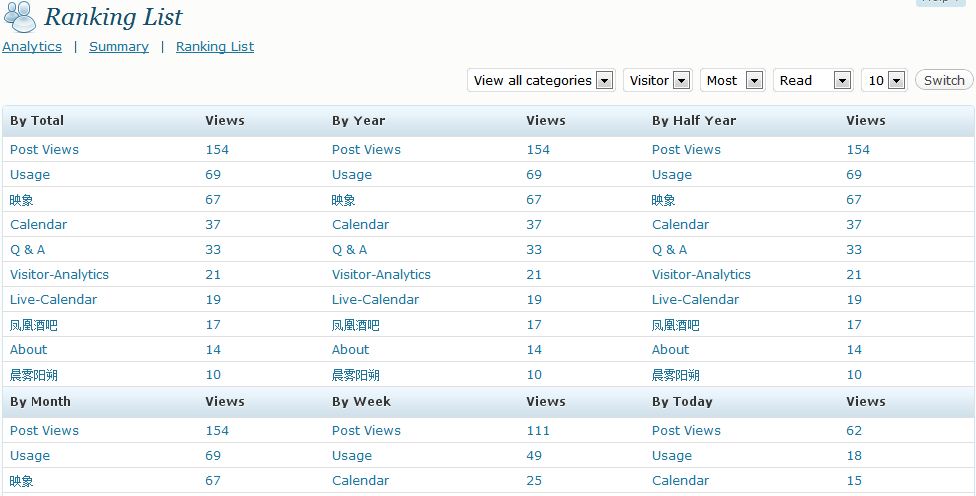 Ranking List
Analytics | Summary | Ranking List
View all categories Visitor Most Read 10 Switch
By Total Views By Year Views By Half Year Views
Post Views 154 Post Views 154 Post Views 154
Usage 69 Usage 69 Usage 69
映象 67 映象 67 映象 67
Calendar 37 Calendar 37 Calendar 37
Q & A 33 Q & A 33 Q & A 33
Visitor-Analytics 21 Visitor-Analytics 21 Visitor-Analytics 21
Live-Calendar 19 Live-Calendar 19 Live-Calendar 19
凤凰酒吧 17 凤凰酒吧 17 凤凰酒吧 17
About 14 About 14 About 14
晨雾阳朔 10 晨雾阳朔 10 晨雾阳朔 10
By Month Views By Week Views By Today Views
Post Views 154 Post Views 111 Post Views 62
Usage 69 Usage 49 Usage 18
映象 67 Calendar 25 Calendar 15